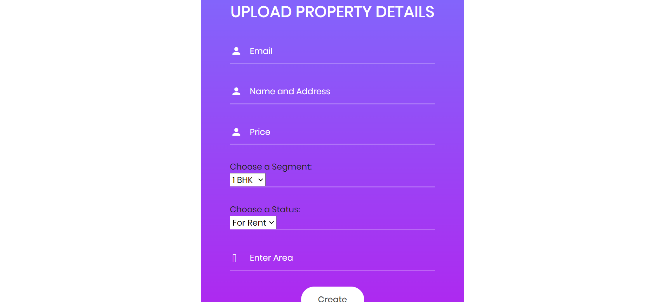 UPLOAD PROPERTY DETAILS
Email
Name and Address
Price
Choose a Segment:
1 BHK
Choose a Status:
For Rent
Enter Area
Create